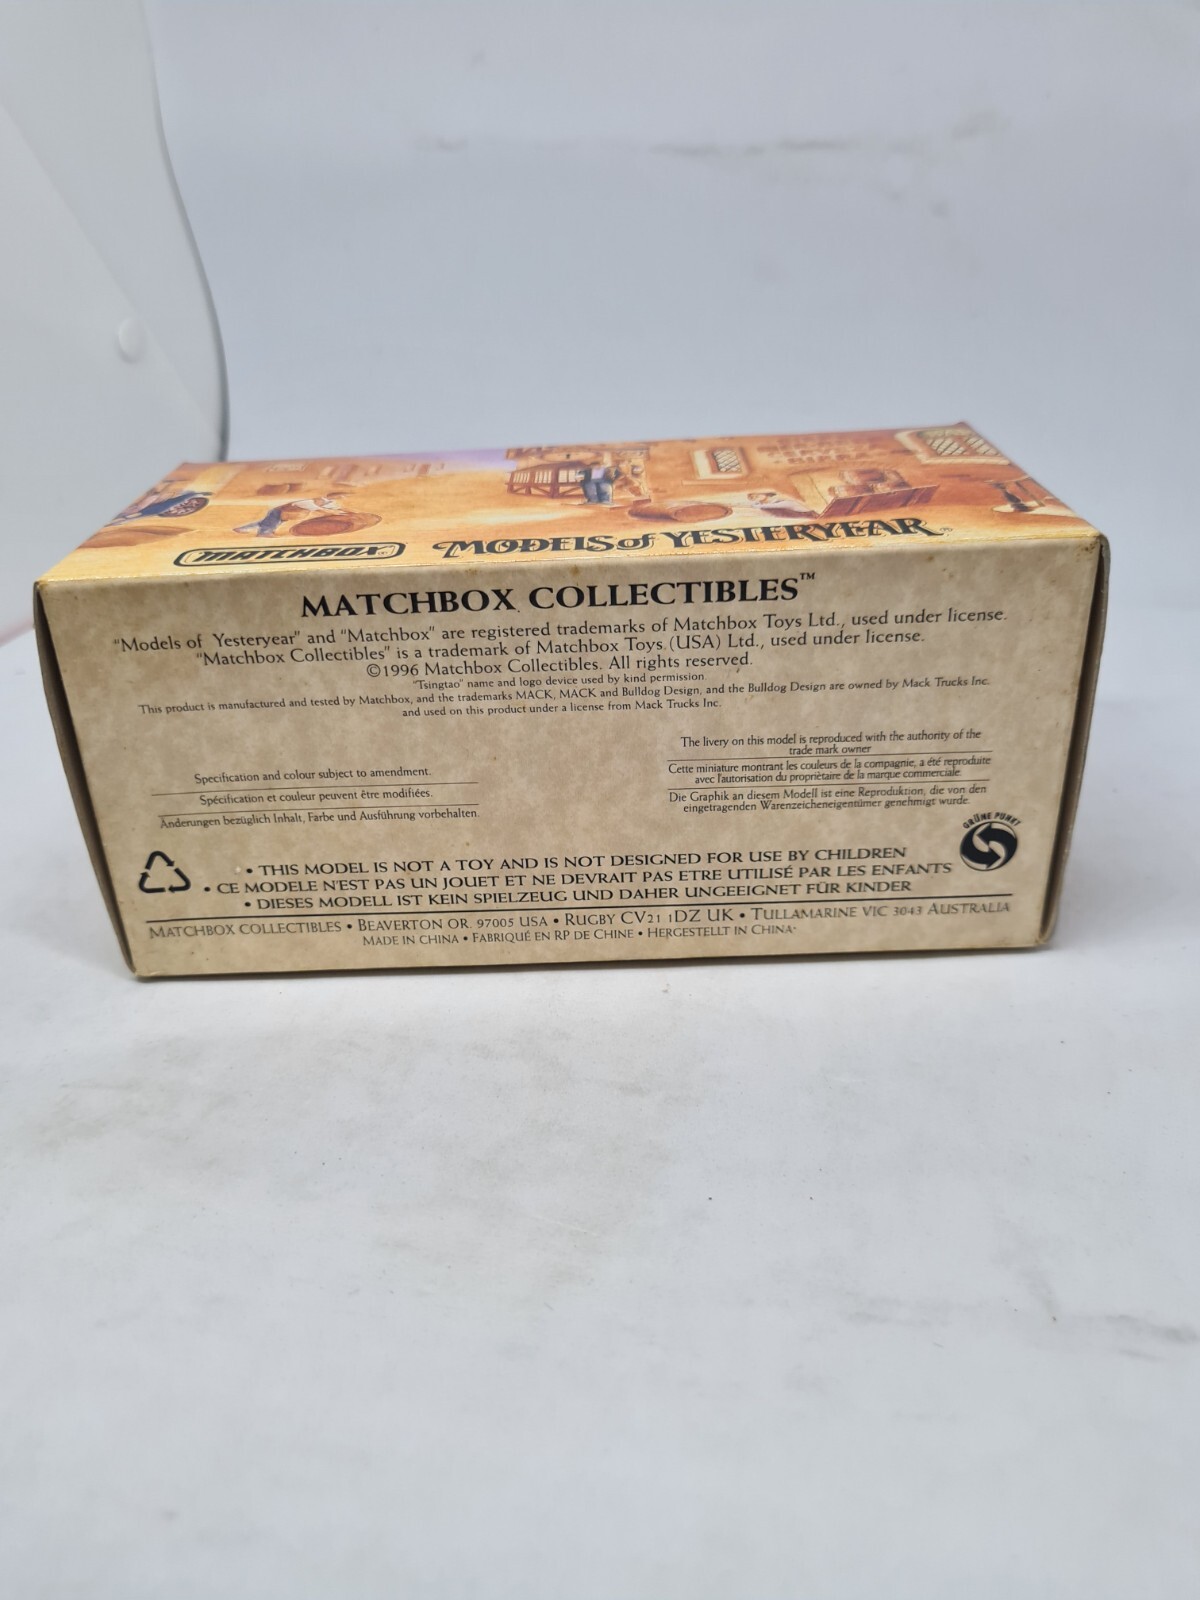 MATCHBOX®
MODELS of YESTERYEAR
MATCHBOX COLLECTIBLES™
"Models of Yesteryear" and "Matchbox" are registered trademarks of Matchbox Toys Ltd., used under license.
"Matchbox Collectibles" is a trademark of Matchbox Toys (USA) Ltd., used under license.
©1996 Matchbox Collectibles. All rights reserved.
"Tsingtao" name and logo device used by kind permission
This product is manufactured and tested by Matchbox, and the trademarks MACK, MACK and Bulldog Design, and the Bulldog Design are owned by Mack Trucks Inc.
and used on this product under a license from Mack Trucks Inc.
Specification and colour subject to amendment.
Spécification et couleur peuvent être modifiées.
Änderungen bezüglich Inhalt, Farbe und Ausführung vorbehalten.
The livery on this model is reproduced with the authority of the
trade mark owner
Cette miniature montrant les couleurs de la compagnie, a été reproduite
avec l'autorisation du propriétaire de la marque commerciale.
Die Graphik an diesem Modell ist eine Reproduktion, die von den
eingetragenden Warenzeicheneigentümer genehmigt wurde.
GRÜNE PUNKT
• THIS MODEL IS NOT A TOY AND IS NOT DESIGNED FOR USE BY CHILDREN
• CE MODELE N'EST PAS UN JOUET ET NE DEVRAIT PAS ETRE UTILISÉ PAR LES ENFANTS
• DIESES MODELL IST KEIN SPIELZEUG UND DAHER UNGEEIGNET FÜR KINDER
MATCHBOX COLLECTIBLES • BEAVERTON OR. 97005 USA • RUGBY CV21 1DZ UK • TULLAMARINE VIC 3043 AUSTRALIA
MADE IN CHINA • FABRIQUÉ EN RP DE CHINE • HERGESTELLT IN CHINA